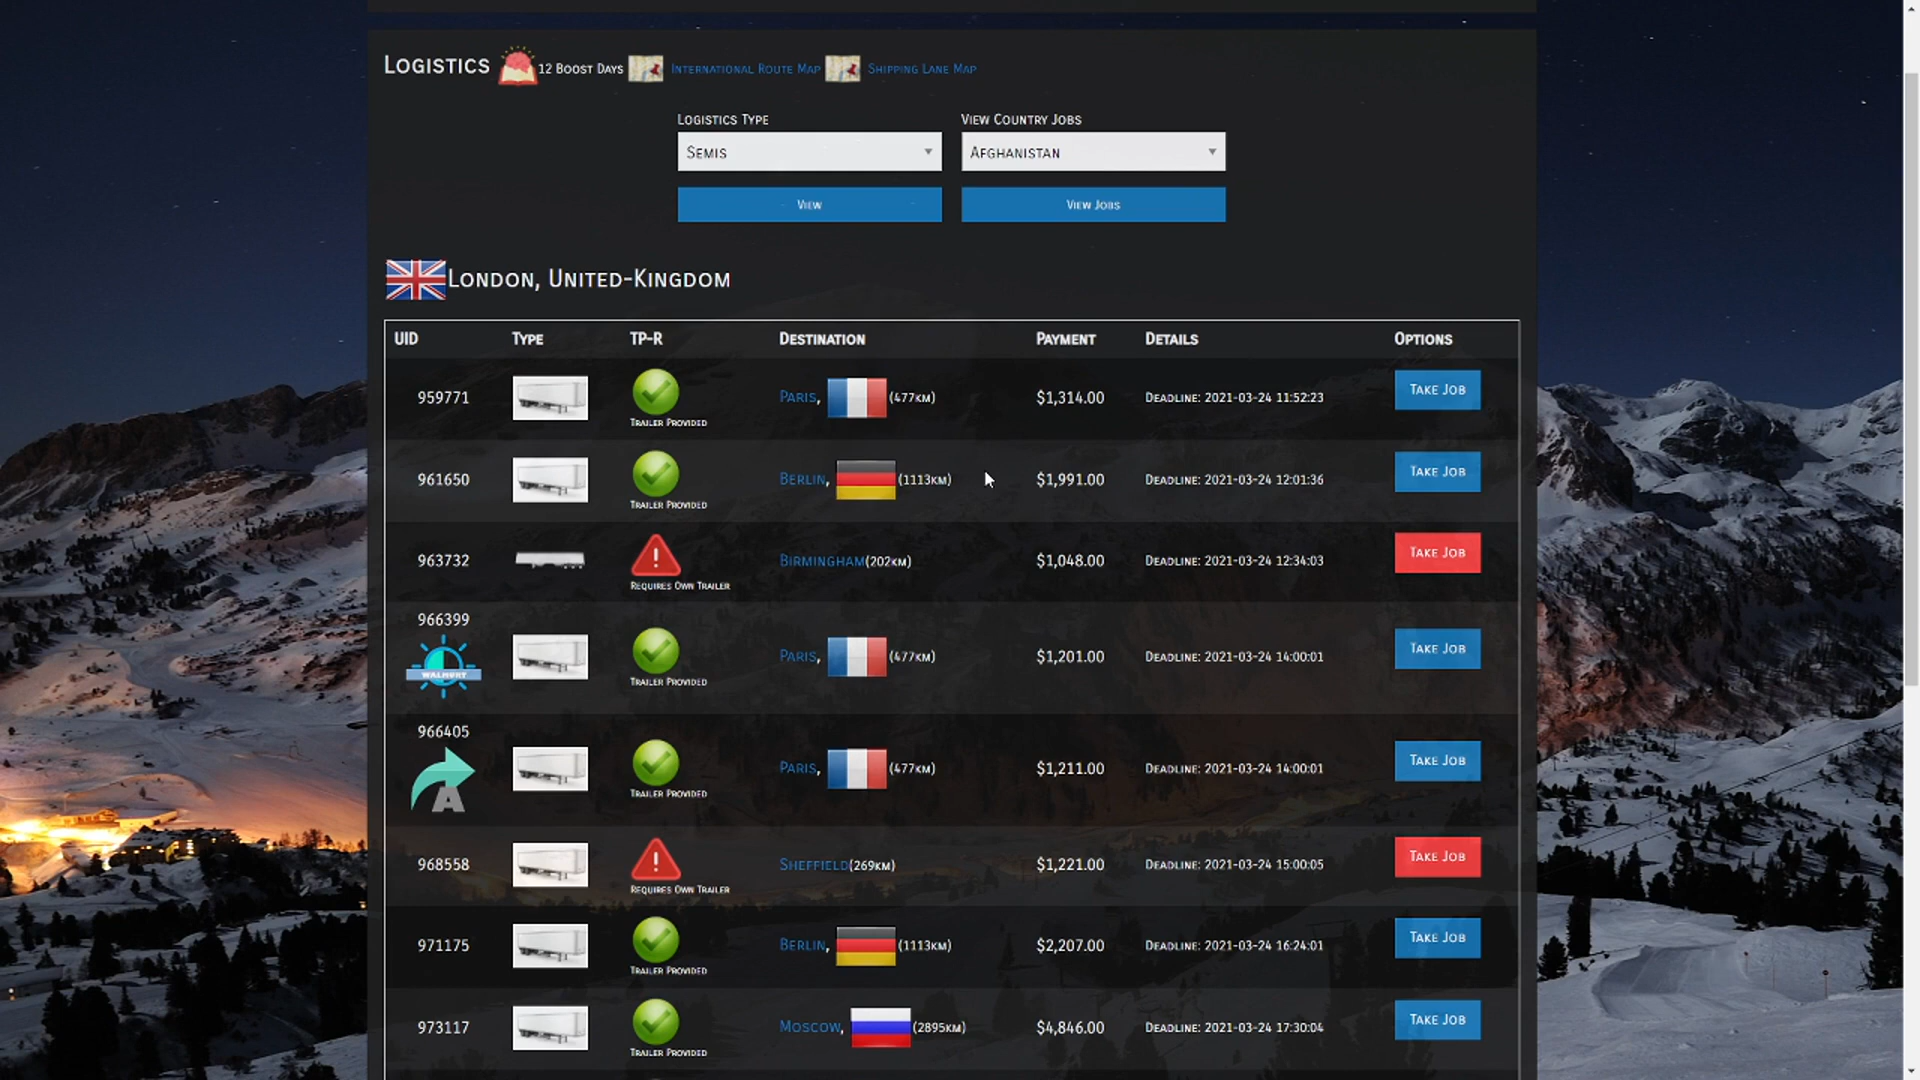 Logistics 12 Boost Days International Route Map Shipping Lane Map
Logistics Type View Country Jobs
Semis Afghanistan
View View Jobs
London, United-Kingdom
UID Type TP-R Destination Payment Details Options
959771 Trailer Provided Paris, (477km) $1,314.00 Deadline: 2021-03-24 11:52:23 Take Job
961650 Trailer Provided Berlin, (1113km) $1,991.00 Deadline: 2021-03-24 12:01:36 Take Job
963732 Requires Own Trailer Birmingham(202km) $1,048.00 Deadline: 2021-03-24 12:34:03 Take Job
966399 WALMURT Trailer Provided Paris, (477km) $1,201.00 Deadline: 2021-03-24 14:00:01 Take Job
966405 A Trailer Provided Paris, (477km) $1,211.00 Deadline: 2021-03-24 14:00:01 Take Job
968558 Requires Own Trailer Sheffield(269km) $1,221.00 Deadline: 2021-03-24 15:00:05 Take Job
971175 Trailer Provided Berlin, (1113km) $2,207.00 Deadline: 2021-03-24 16:24:01 Take Job
973117 Trailer Provided Moscow, (2895km) $4,846.00 Deadline: 2021-03-24 17:30:04 Take Job